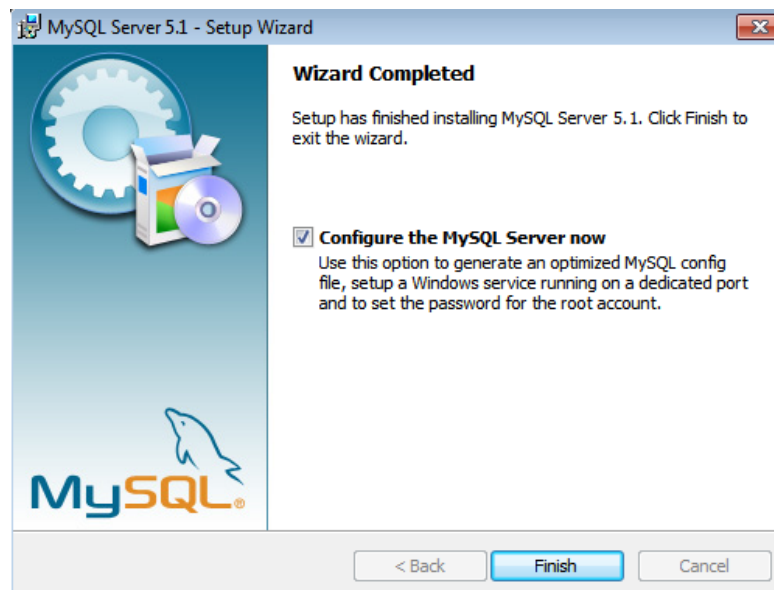 MySQL Server 5.1 - Setup Wizard
Wizard Completed
Setup has finished installing MySQL Server 5.1. Click Finish to
exit the wizard.
Configure the MySQL Server now
Use this option to generate an optimized MySQL config
file, setup a Windows service running on a dedicated port
and to set the password for the root account.
MySQL®
< Back
Finish
Cancel